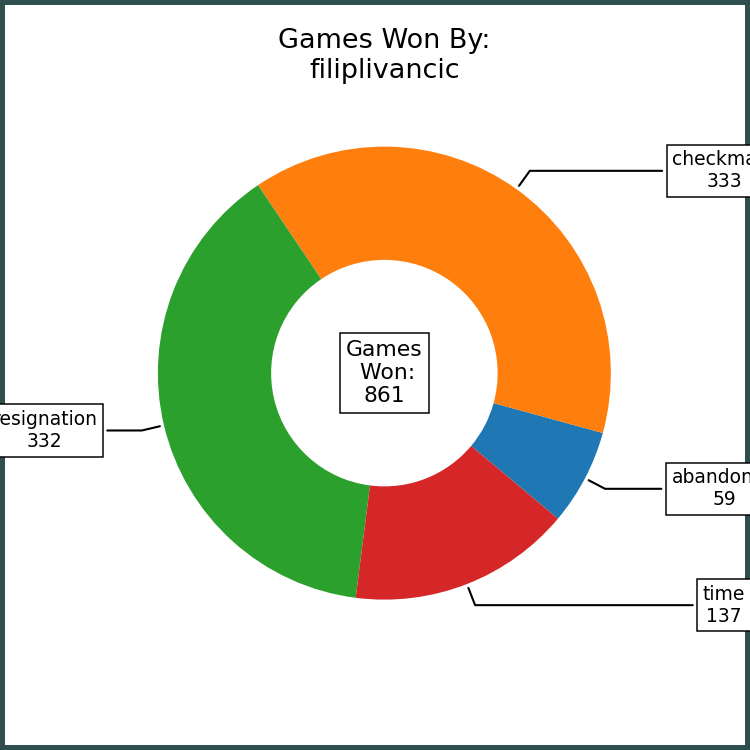 Games Won By:
filiplivancic
checkma
333
Games
Won:
861
esignation
332
abandon
59
time
137